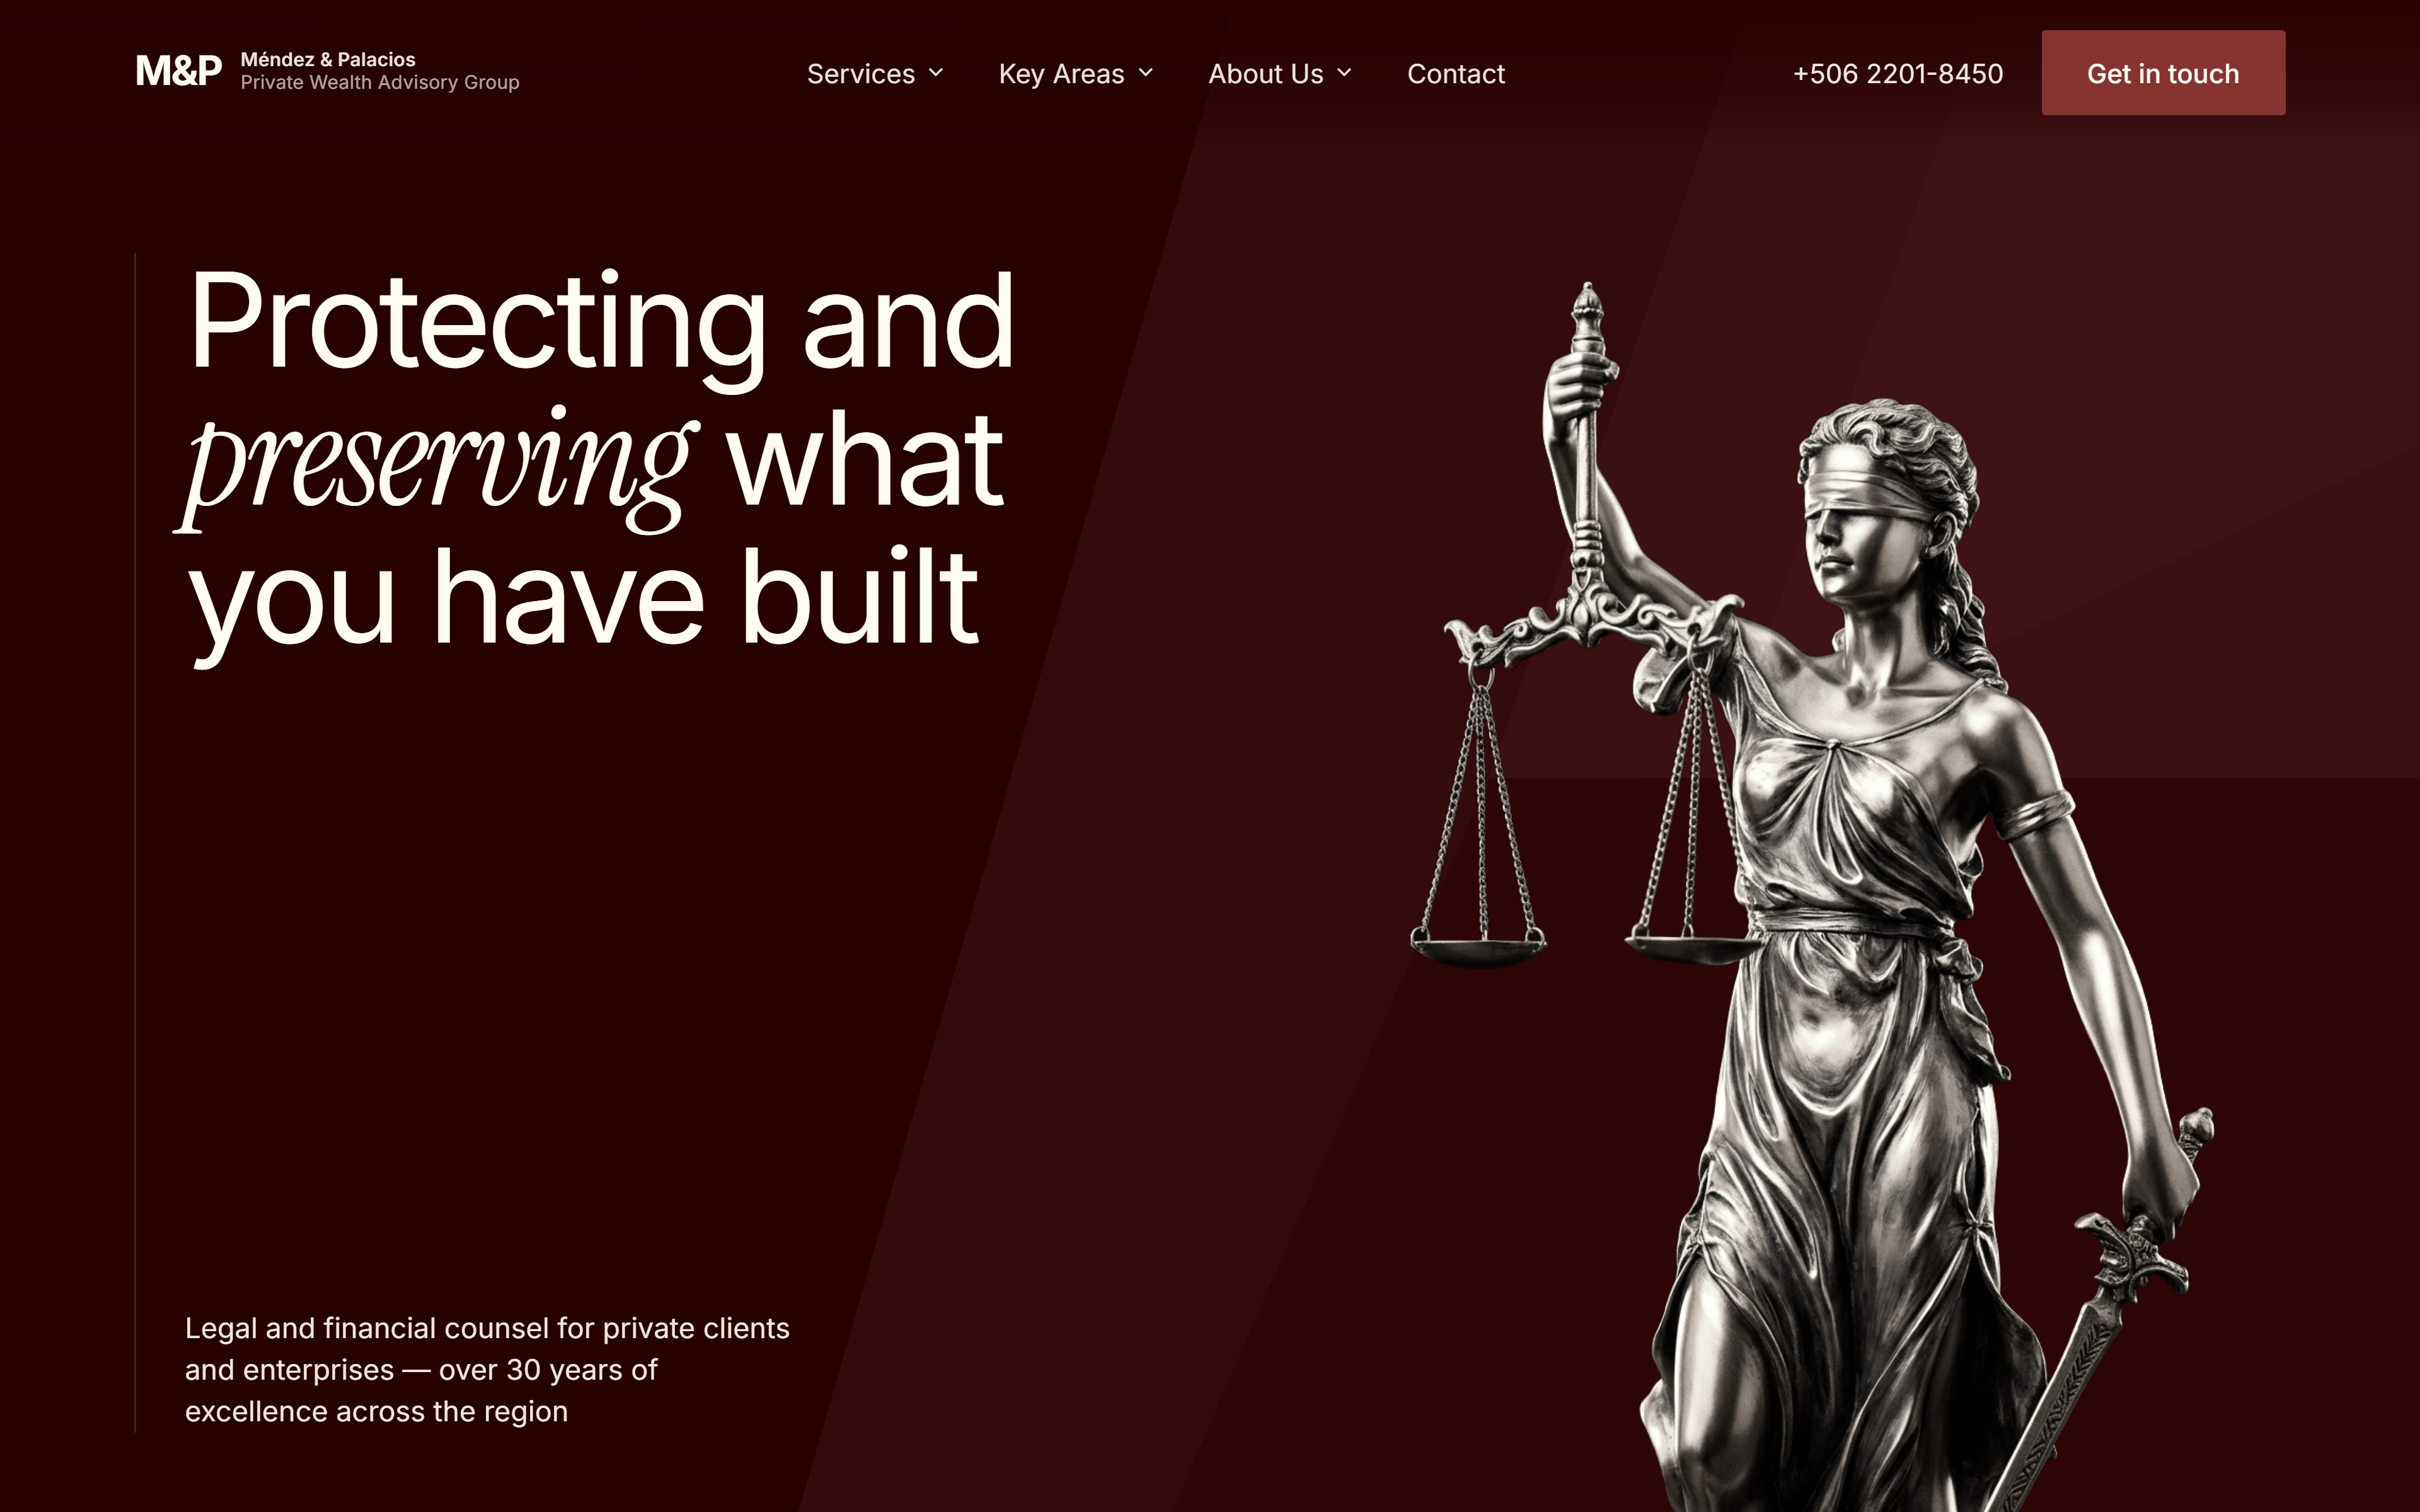 M&P
Méndez & Palacios
Private Wealth Advisory Group
Services
Key Areas
About Us
Contact
+506 2201-8450
Get in touch
Protecting and
preserving what
you have built
Legal and financial counsel for private clients
and enterprises — over 30 years of
excellence across the region